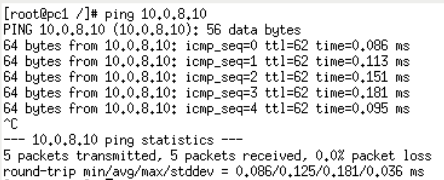 [root@pc1 /]# ping 10.0.8.10
PING 10.0.8.10 (10.0.8.10): 56 data bytes
64 bytes from 10.0.8.10: icmp_seq=0 ttl=62 time=0.086 ms
64 bytes from 10.0.8.10: icmp_seq=1 ttl=62 time=0.113 ms
64 bytes from 10.0.8.10: icmp_seq=2 ttl=62 time=0.151 ms
64 bytes from 10.0.8.10: icmp_seq=3 ttl=62 time=0.181 ms
64 bytes from 10.0.8.10: icmp_seq=4 ttl=62 time=0.095 ms
^C
--- 10.0.8.10 ping statistics ---
5 packets transmitted, 5 packets received, 0.0% packet loss
round-trip min/avg/max/stddev = 0.086/0.125/0.181/0.036 ms